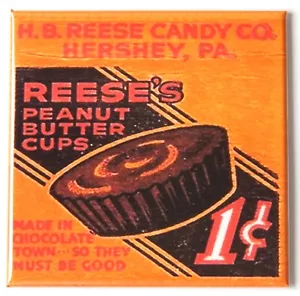 H.B. REESE CANDY CO.
HERSHEY, PA.
REESE'S
PEANUT
BUTTER
CUPS
1¢
MADE IN
CHOCOLATE
TOWN---SO THEY
MUST BE GOOD